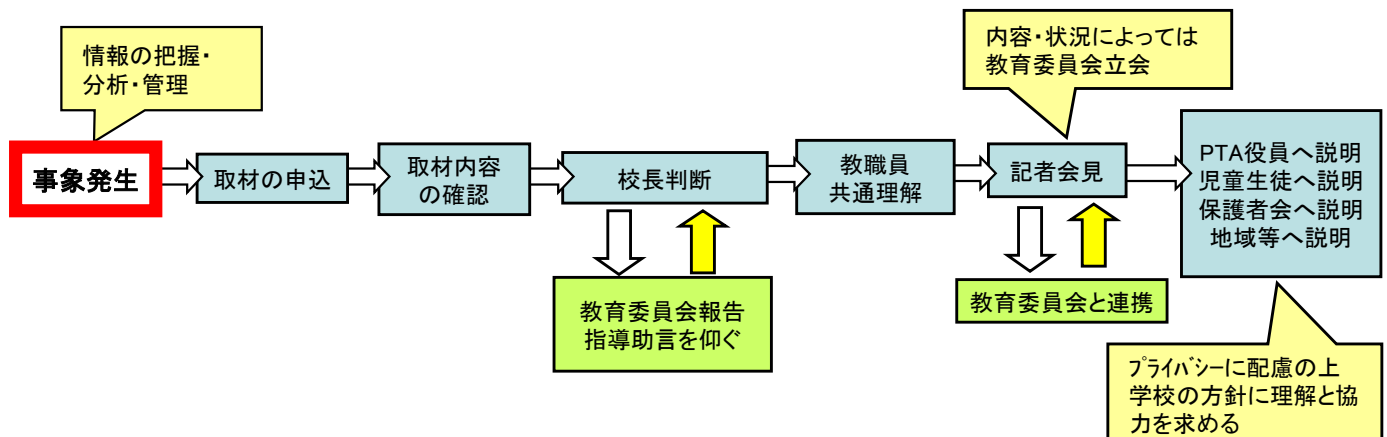 情報の把握・
分析・管理
事象発生
取材の申込
取材内容
の確認
校長判断
教育委員会報告
指導助言を仰ぐ
教職員
共通理解
内容・状況によっては
教育委員会立会
記者会見
教育委員会と連携
PTA役員へ説明
児童生徒へ説明
保護者会へ説明
地域等へ説明
ﾌﾟﾗｲﾊﾞｼｰに配慮の上
学校の方針に理解と協
力を求める